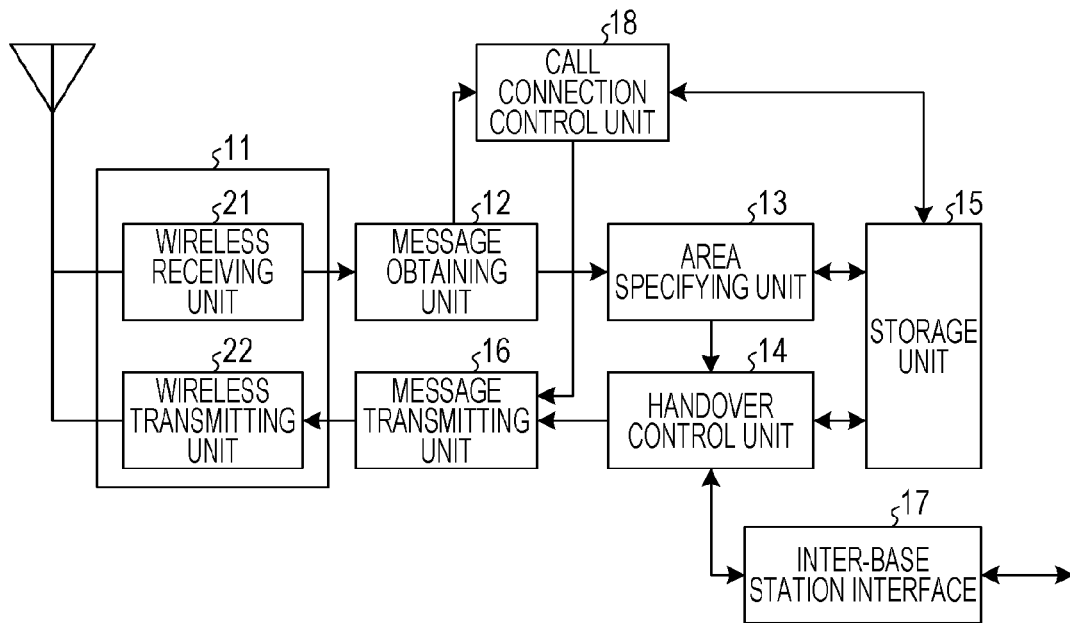 18
CALL
CONNECTION
CONTROL UNIT
11
21
WIRELESS
RECEIVING
UNIT
12
MESSAGE
OBTAINING
UNIT
13
AREA
SPECIFYING UNIT
15
STORAGE
UNIT
22
WIRELESS
TRANSMITTING
UNIT
16
MESSAGE
TRANSMITTING
UNIT
14
HANDOVER
CONTROL UNIT
17
INTER-BASE
STATION INTERFACE